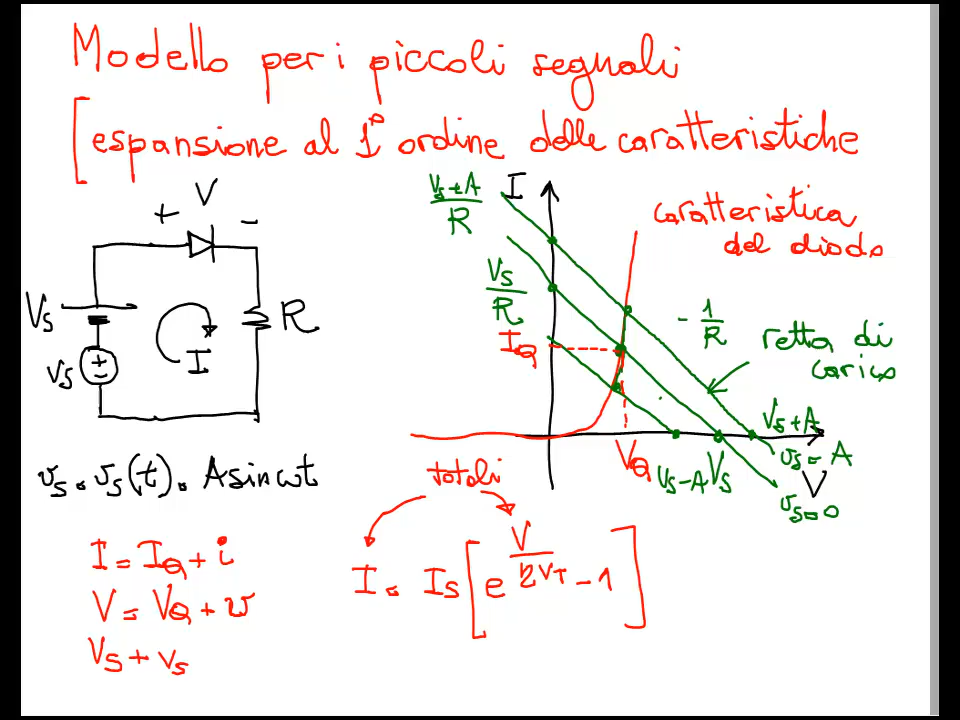 Modello per i piccoli segnali
[espansione al 1° ordine delle caratteristiche
+ V -
Vs
vs
I
R
vs = vs(t) = A sin ωt
I = IQ + i
V = VQ + v
Vs + vs
I
Vs+A/R
Vs/R
IQ
caratteristica
del diodo
-1/R
retta di
carico
Vs+A
vs = A
V
vs = 0
VQ
Vs-A
Vs
totali
I = Is [e^V/2VT - 1]